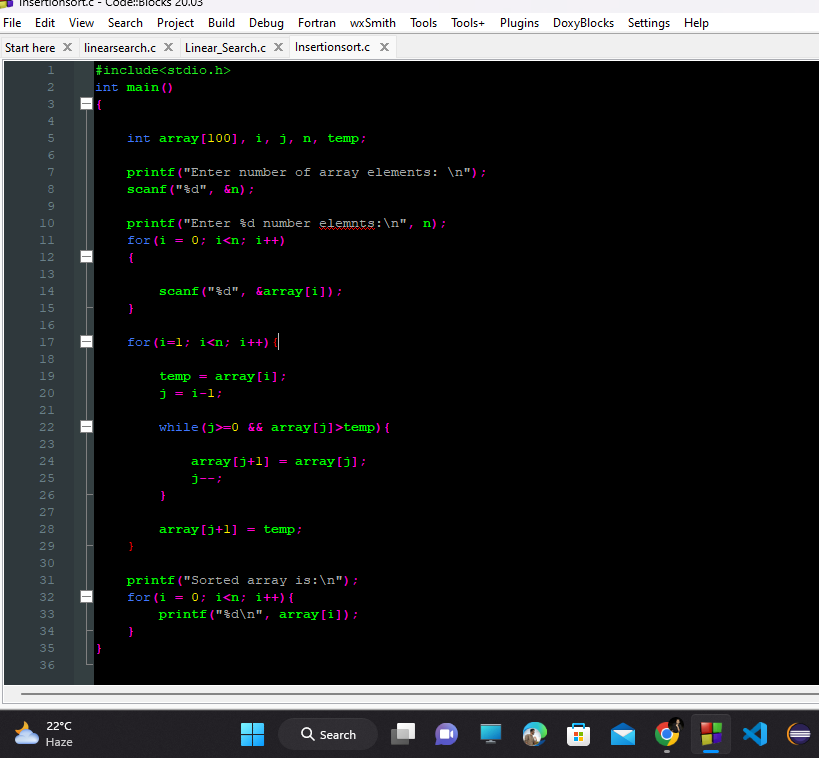 Insertionsort.c - Code::Blocks 20.03
File Edit View Search Project Build Debug Fortran wxSmith Tools Tools+ Plugins DoxyBlocks Settings Help
Start here linearsearch.c Linear_Search.c Insertionsort.c
1 #include<stdio.h>
2 int main()
3 {
4
5 int array[100], i, j, n, temp;
6
7 printf("Enter number of array elements: \n");
8 scanf("%d", &n);
9
10 printf("Enter %d number elemnts:\n", n);
11 for(i = 0; i<n; i++)
12 {
13
14 scanf("%d", &array[i]);
15 }
16
17 for(i=1; i<n; i++){
18
19 temp = array[i];
20 j = i-1;
21
22 while(j>=0 && array[j]>temp){
23
24 array[j+1] = array[j];
25 j--;
26 }
27
28 array[j+1] = temp;
29 }
30
31 printf("Sorted array is:\n");
32 for(i = 0; i<n; i++){
33 printf("%d\n", array[i]);
34 }
35 }
36
22°C
Haze
Search